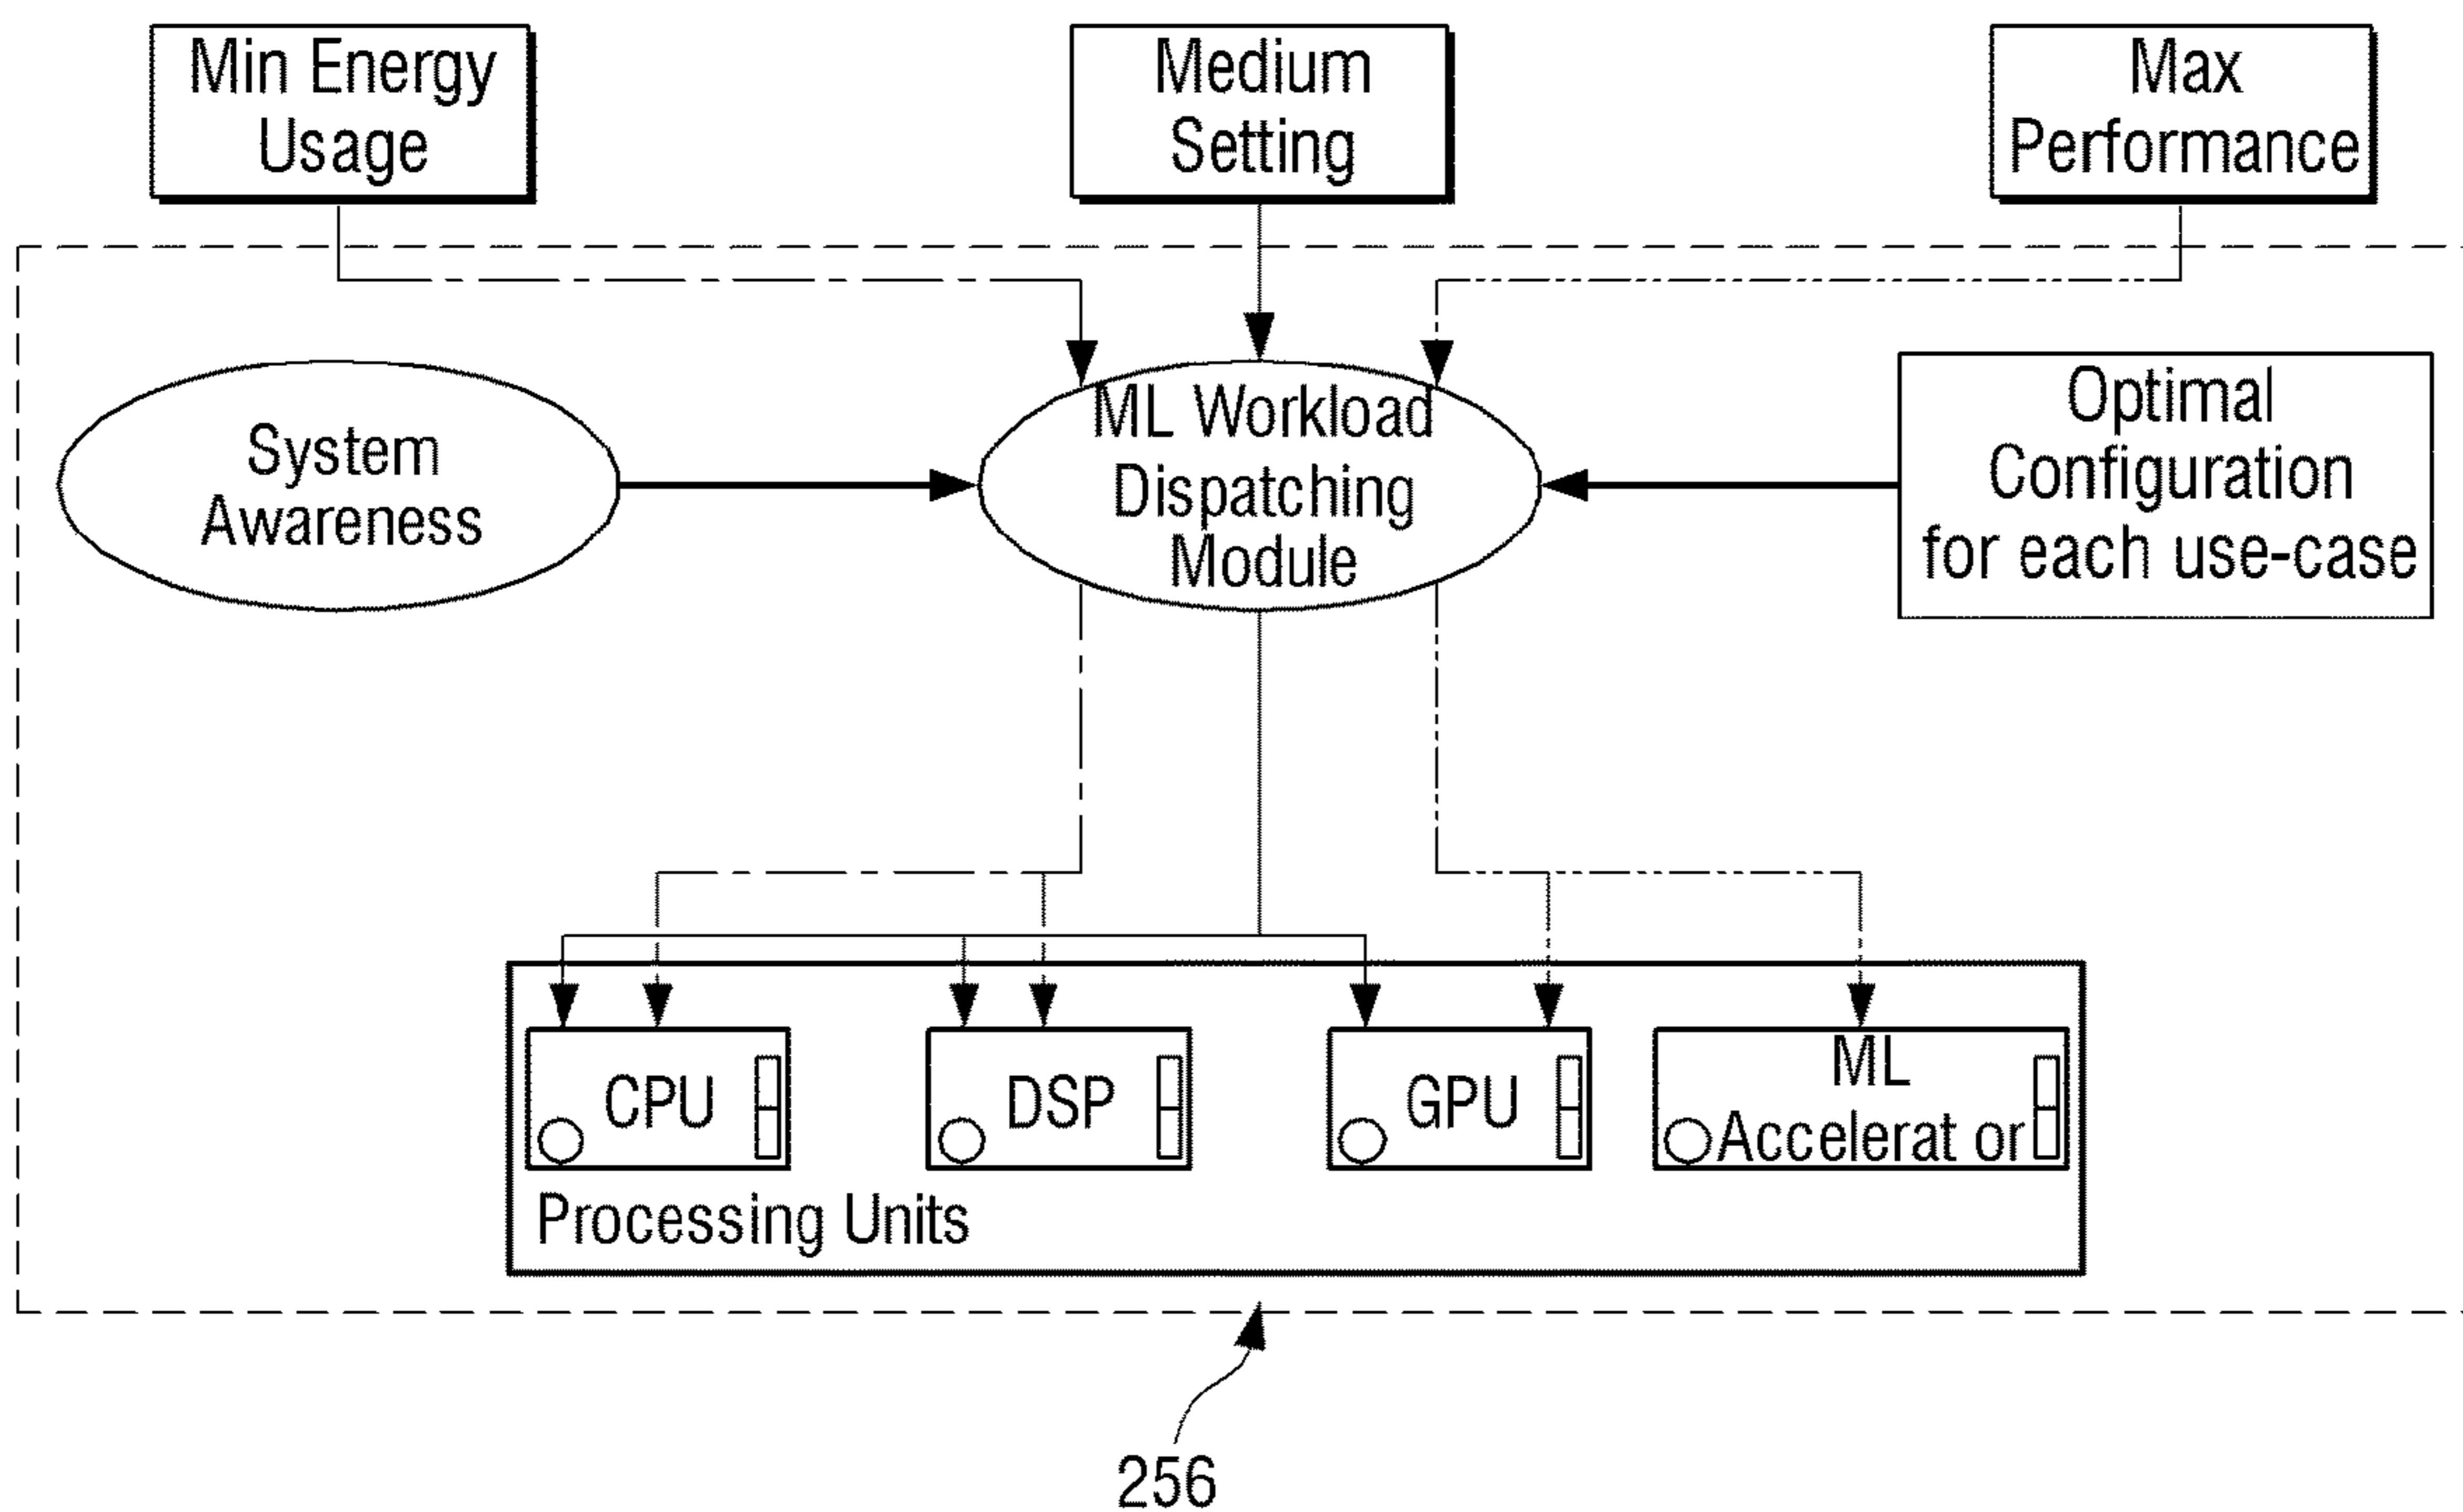 Min Energy
Usage
Medium
Setting
Max
Performance
System
Awareness
ML Workload
Dispatching
Module
Optimal
Configuration
for each use-case
CPU
DSP
GPU
ML
Accelerat or
Processing Units
256